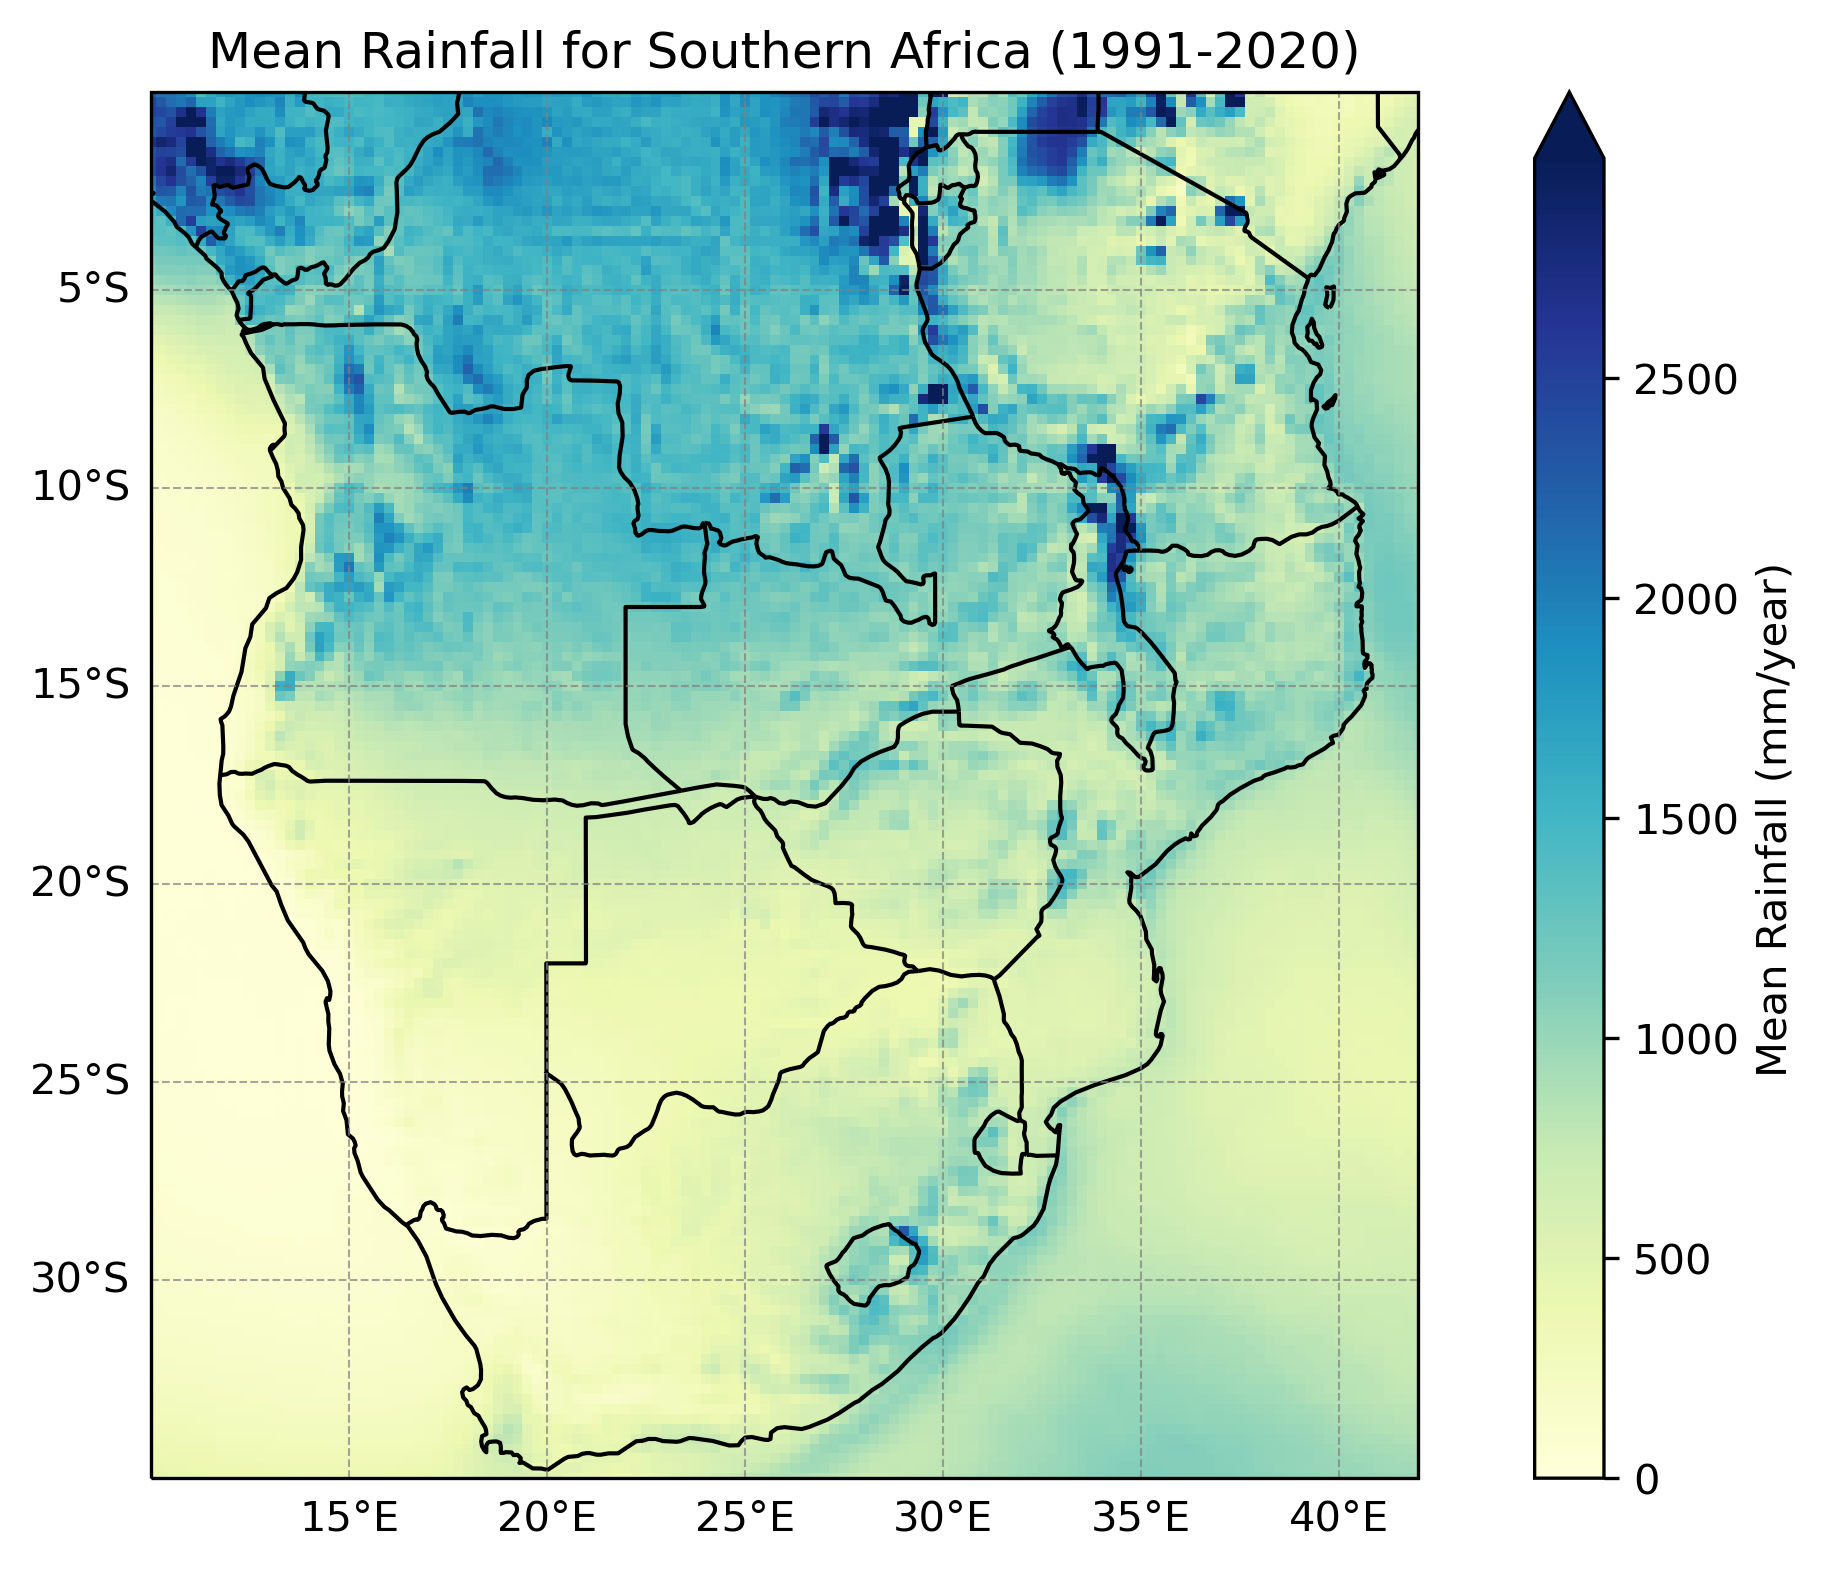 Mean Rainfall for Southern Africa (1991-2020)
5°S
10°S
15°S
20°S
25°S
30°S
15°E
20°E
25°E
30°E
35°E
40°E
2500
2000
1500
1000
500
0
Mean Rainfall (mm/year)